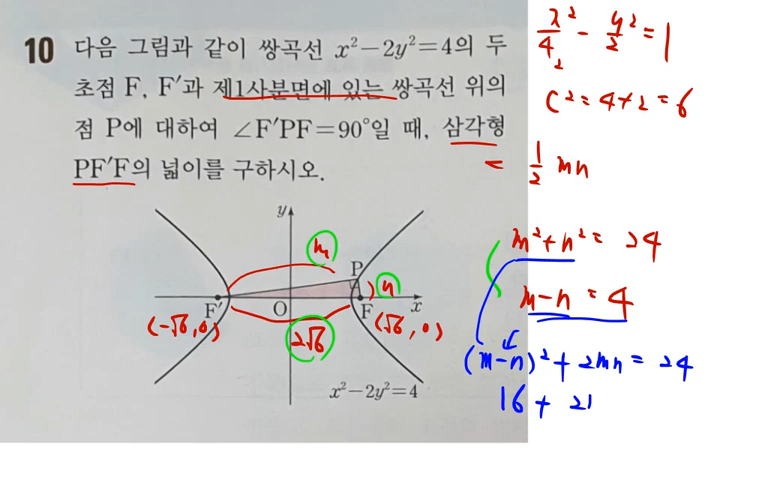 10 다음 그림과 같이 쌍곡선 x²-2y²=4의 두
초점 F, F′과 제1사분면에 있는 쌍곡선 위의
점 P에 대하여 ∠F′PF=90°일 때, 삼각형
PF′F의 넓이를 구하시오.
y
m
P
n
F′
O
F
x
(-√6, 0)
2√6
(√6, 0)
x²-2y²=4
x²/4 - y²/2 = 1
2
c² = 4+2 = 6
= 1/2 mn
m²+n² = 24
m-n = 4
(m-n)² + 2mn = 24
16 + 2